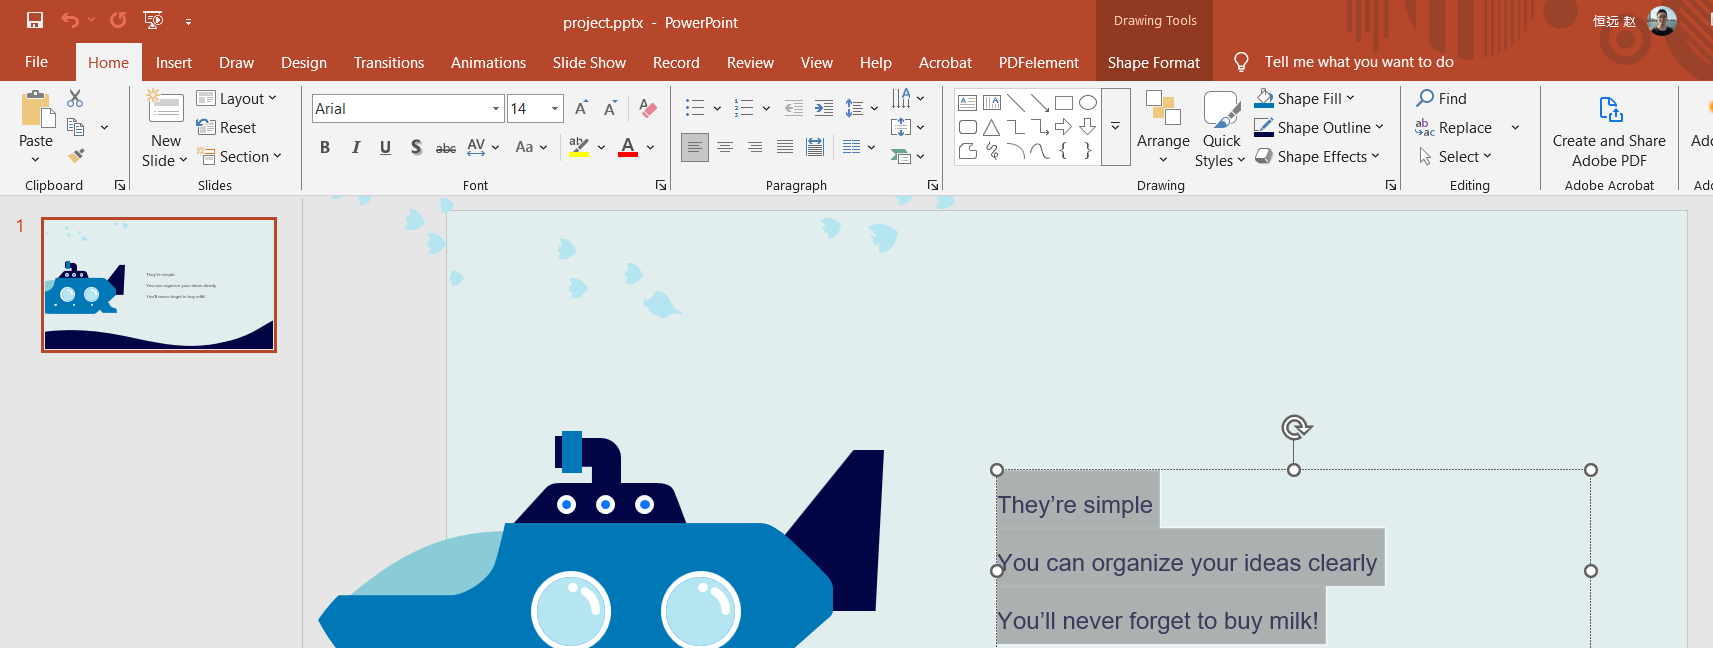 project.pptx - PowerPoint
Drawing Tools
恒远 赵
File Home Insert Draw Design Transitions Animations Slide Show Record Review View Help Acrobat PDFelement Shape Format Tell me what you want to do
Paste
Clipboard
New Slide
Layout
Reset
Section
Slides
Arial 14
B I U S abc AV Aa A
Font
Paragraph
Arrange
Quick Styles
Shape Fill
Shape Outline
Shape Effects
Drawing
Find
Replace
Select
Editing
Create and Share
Adobe PDF
Adobe Acrobat
1
They're simple
You can organize your ideas clearly
You'll never forget to buy milk!
They’re simple
You can organize your ideas clearly
You’ll never forget to buy milk!